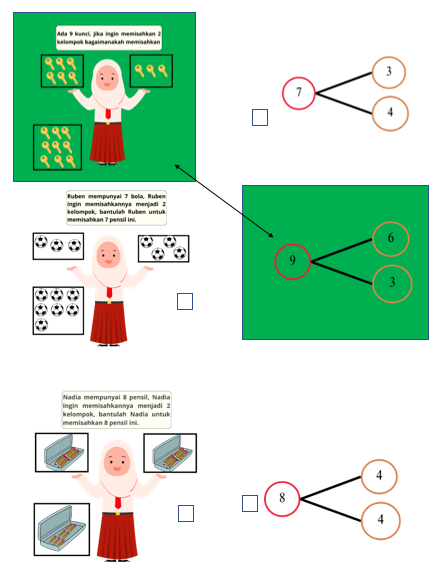 Ada 9 kunci, jika ingin memisahkan 2
kelompok bagaimanakah memisahkan
7
3
4
Ruben mempunyai 7 bola, Ruben
ingin memisahkannya menjadi 2
kelompok, bantulah Ruben untuk
memisahkan 7 pensil ini.
9
6
3
Nadia mempunyai 8 pensil, Nadia
ingin memisahkannya menjadi 2
kelompok, bantulah Nadia untuk
memisahkan 8 pensil ini.
8
4
4